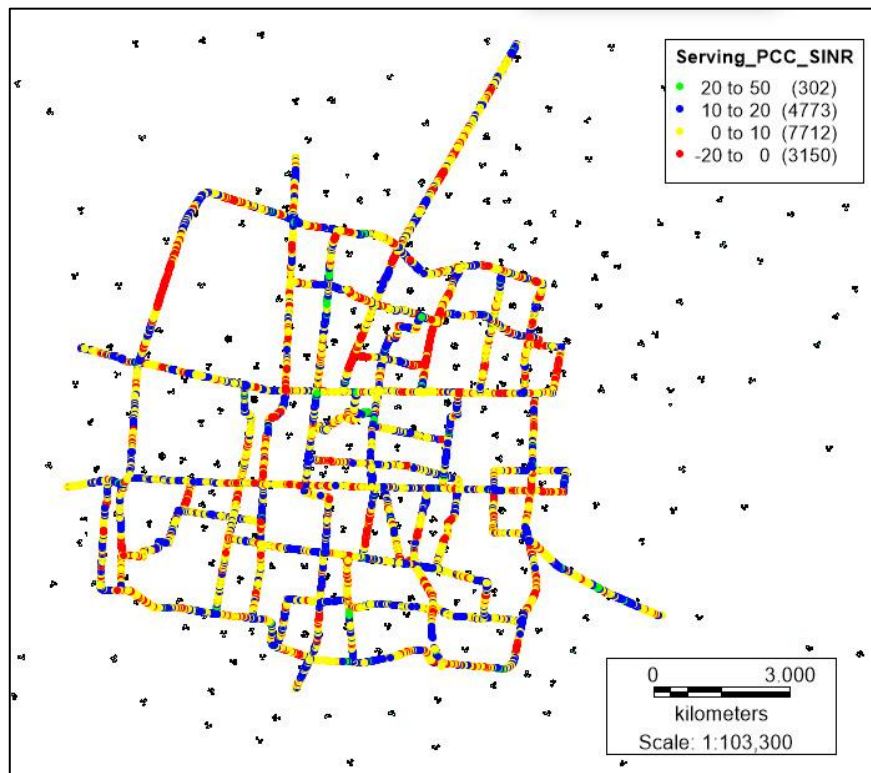 Serving_PCC_SINR
20 to 50 (302)
10 to 20 (4773)
0 to 10 (7712)
-20 to 0 (3150)
0 3.000
kilometers
Scale: 1:103,300